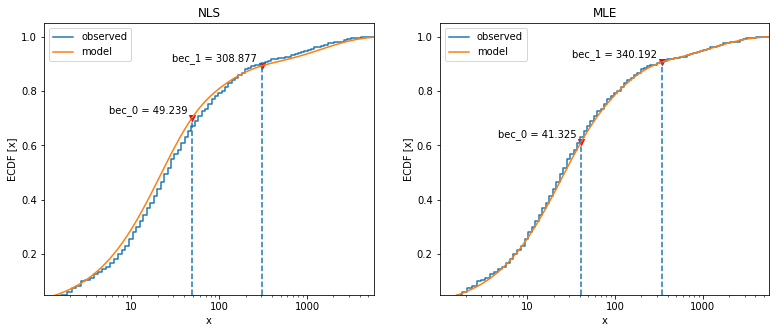 NLS
observed
model
bec_1 = 308.877
bec_0 = 49.239
ECDF [x]
1.0
0.8
0.6
0.4
0.2
10
100
1000
x
MLE
observed
model
bec_1 = 340.192
bec_0 = 41.325
ECDF [x]
1.0
0.8
0.6
0.4
0.2
10
100
1000
x